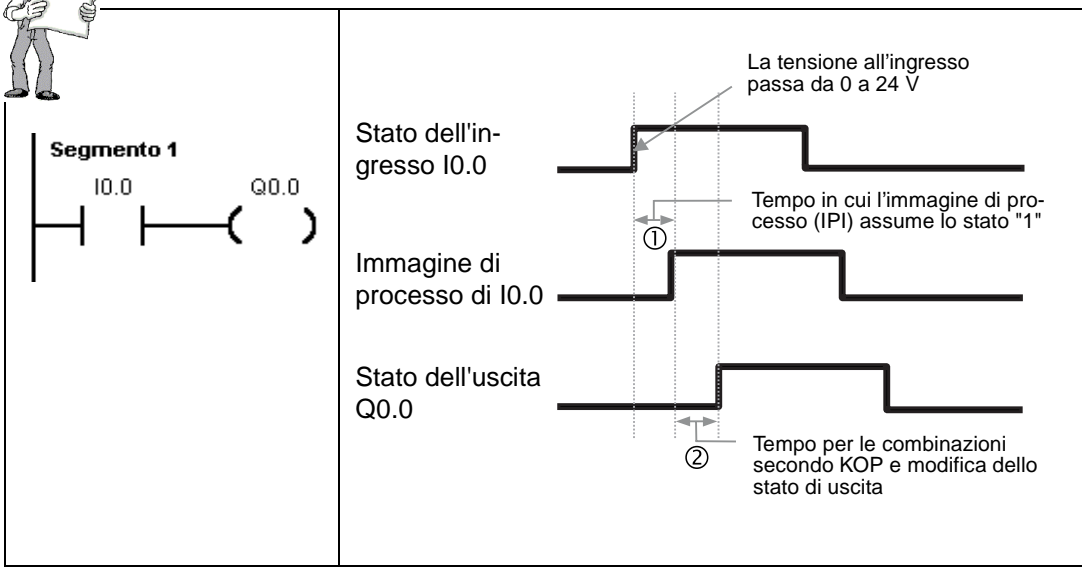 Segmento 1
I0.0
Q0.0
La tensione all'ingresso
passa da 0 a 24 V
Stato dell'in-
gresso I0.0
Tempo in cui l'immagine di pro-
cesso (IPI) assume lo stato "1"
①
Immagine di
processo di I0.0
Stato dell'uscita
Q0.0
②
Tempo per le combinazioni
secondo KOP e modifica dello
stato di uscita